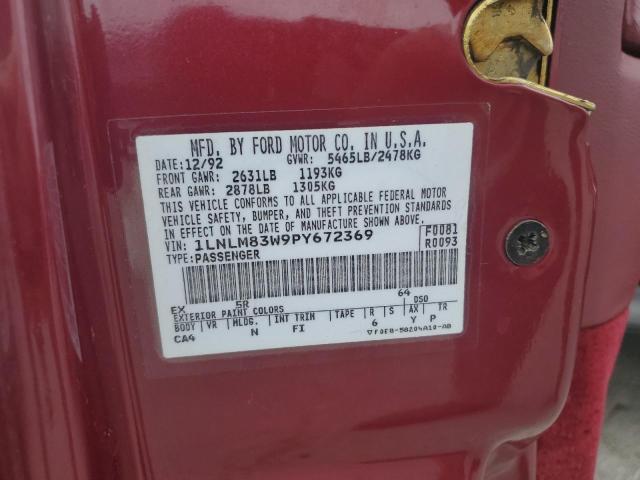 MFD. BY FORD MOTOR CO. IN U.S.A.
DATE: 12/92 GVWR: 5465LB/2478KG
FRONT GAWR: 2631LB 1193KG
REAR GAWR: 2878LB 1305KG
THIS VEHICLE CONFORMS TO ALL APPLICABLE FEDERAL MOTOR
VEHICLE SAFETY, BUMPER, AND THEFT PREVENTION STANDARDS
IN EFFECT ON THE DATE OF MANUFACTURE SHOWN ABOVE.
VIN: 1LNLM83W9PY672369 F0081
TYPE: PASSENGER R0093
EX 5R 64
EXTERIOR PAINT COLORS DSO
BODY VR MLDG. INT TRIM TAPE R S AX TR
CA4 N FI 6 Y P
▽F0EB-58204A10-AB